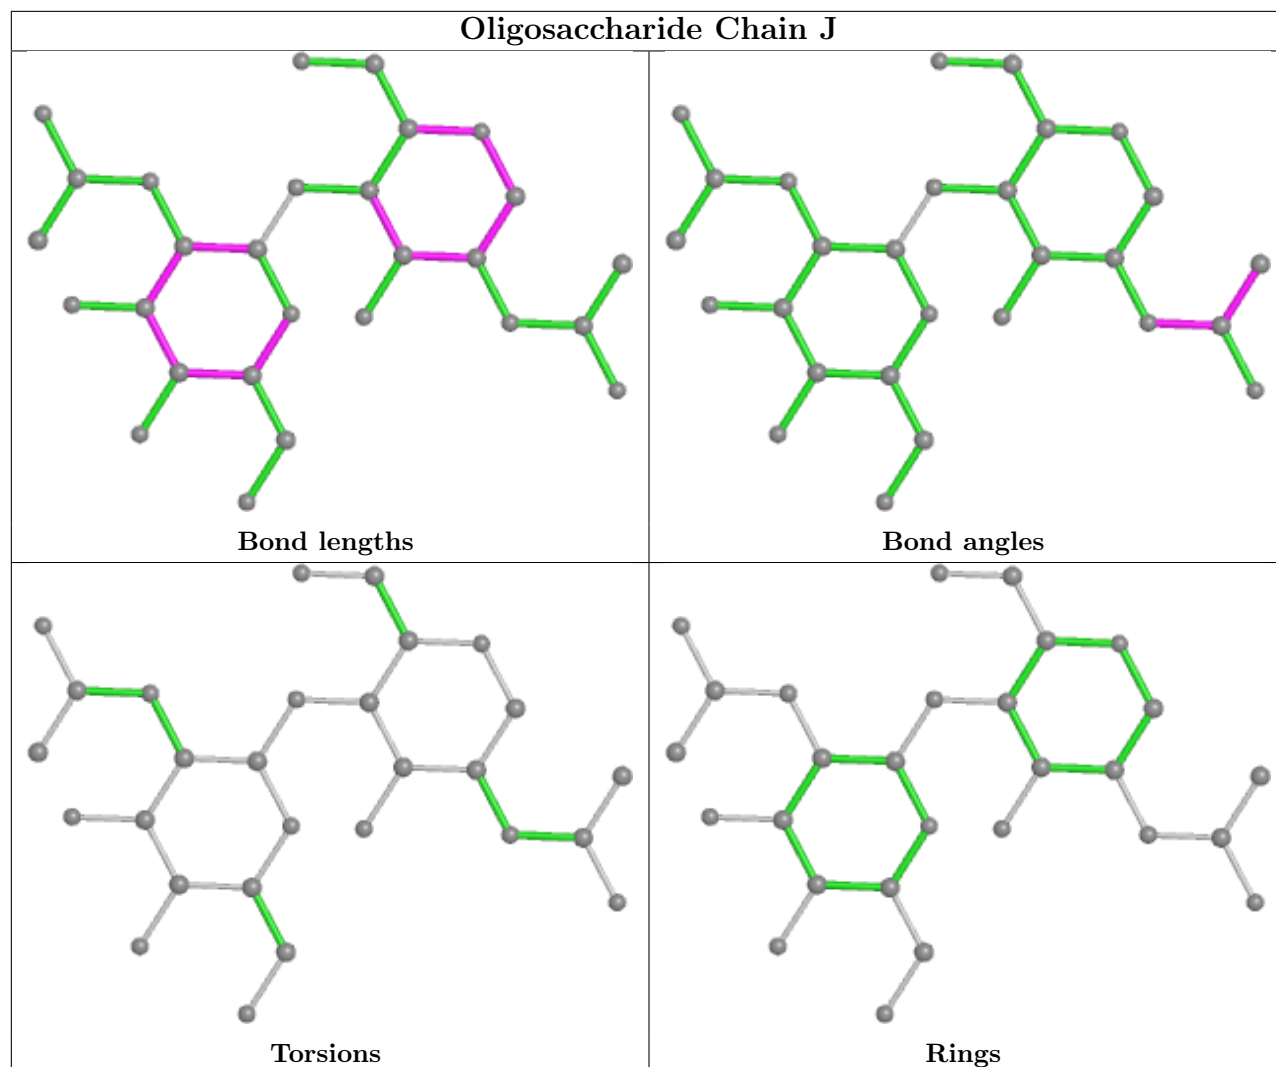 Oligosaccharide Chain J
Bond lengths
Bond angles
Torsions
Rings